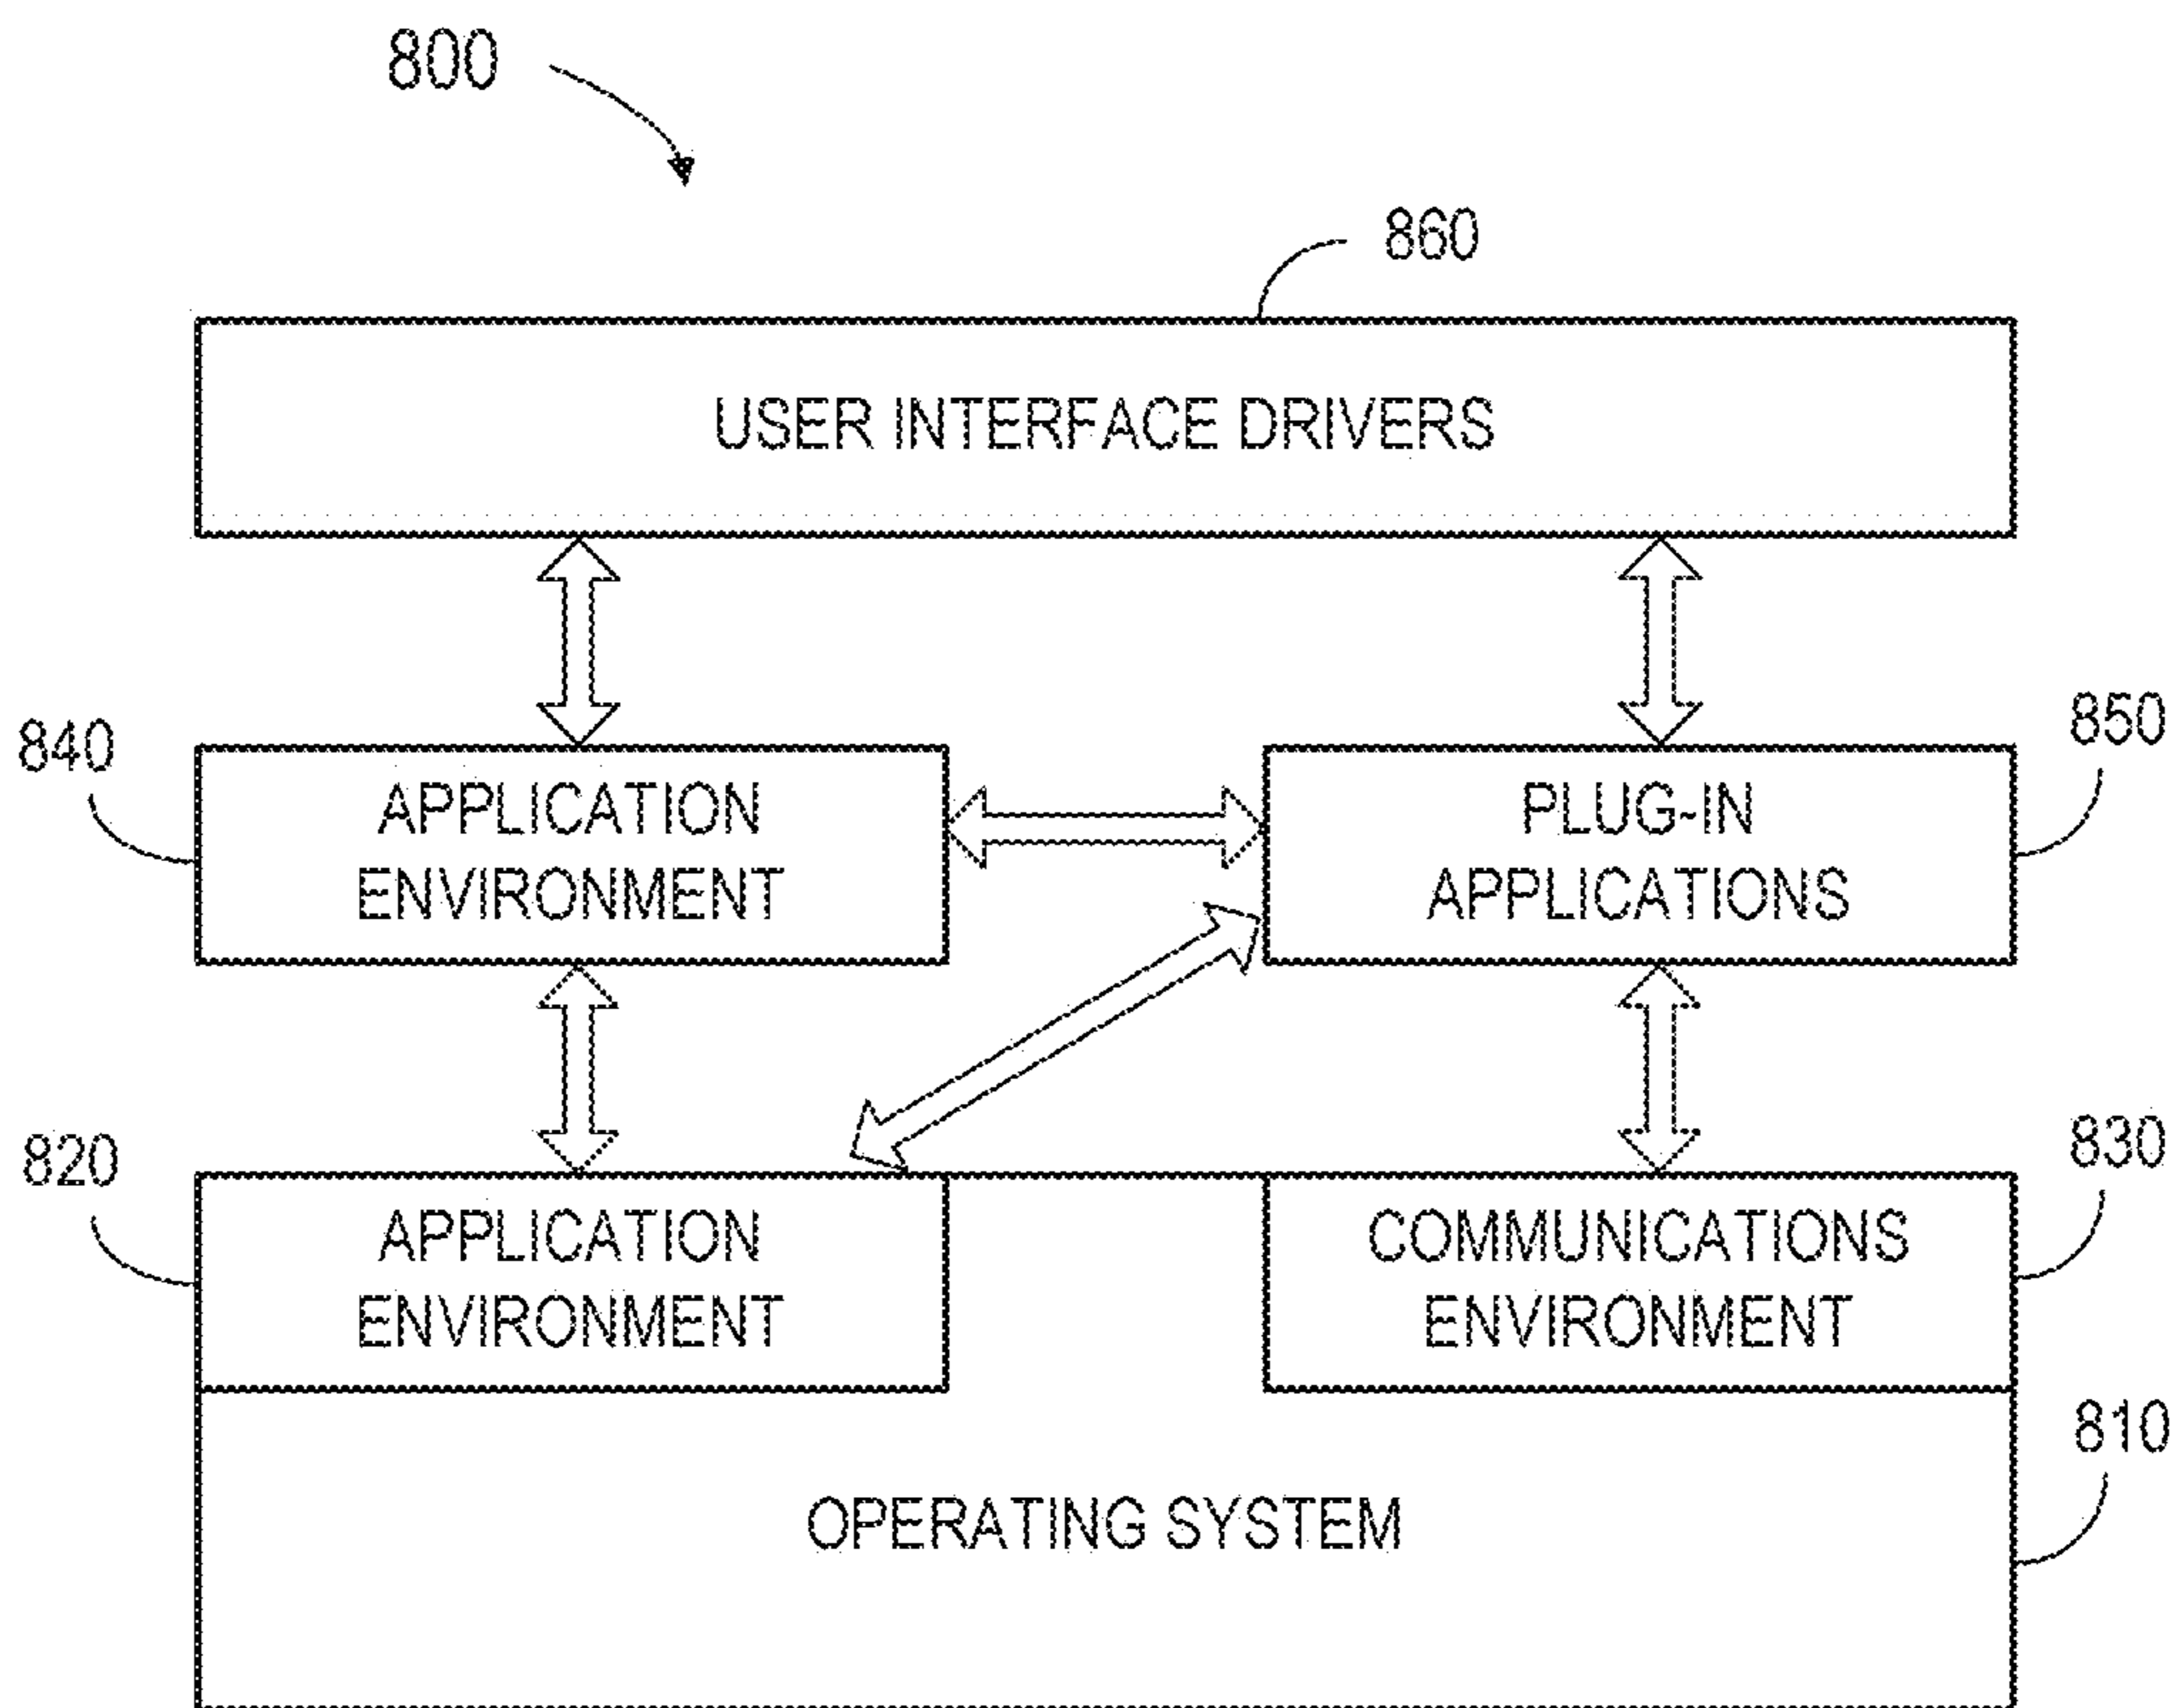 800
860
USER INTERFACE DRIVERS
840
850
APPLICATION
ENVIRONMENT
PLUG-IN
APPLICATIONS
820
830
APPLICATION
ENVIRONMENT
COMMUNICATIONS
ENVIRONMENT
810
OPERATING SYSTEM